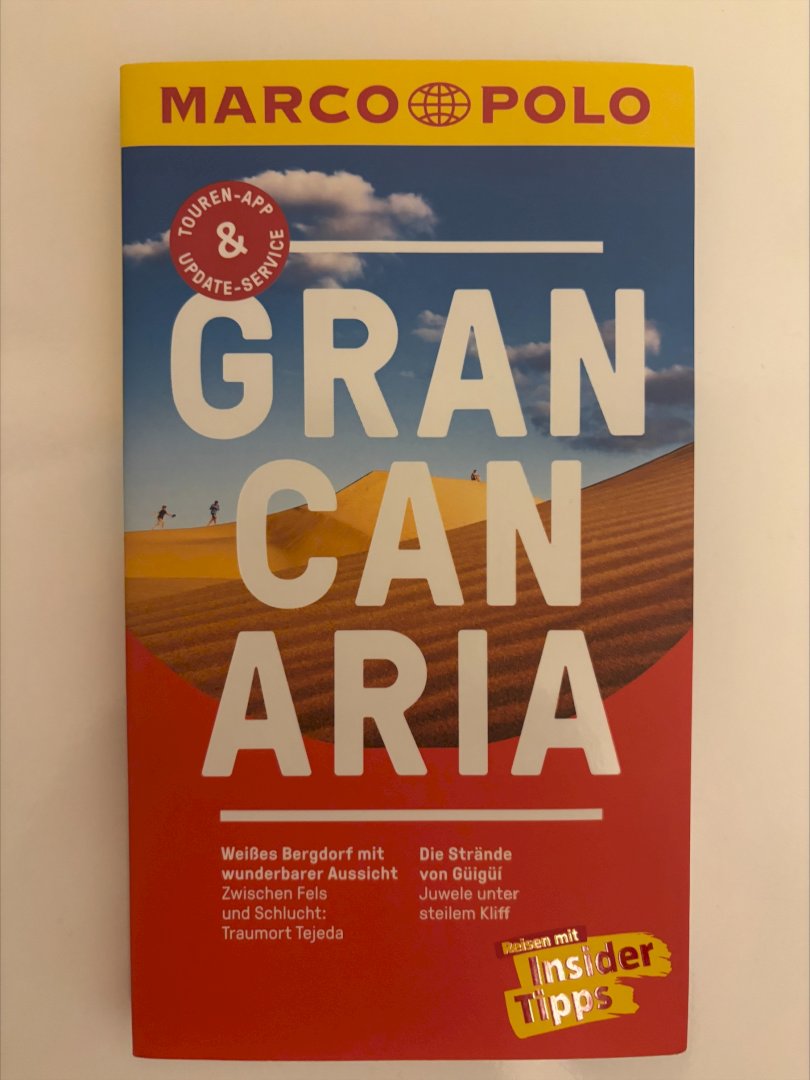 MARCO POLO
TOUREN-APP
&
UPDATE-SERVICE
GRAN
CAN
ARIA
Weißes Bergdorf mit
wunderbarer Aussicht
Zwischen Fels
und Schlucht:
Traumort Tejeda
Die Strände
von Güigüí
Juwele unter
steilem Kliff
Reisen mit
Insider
Tipps